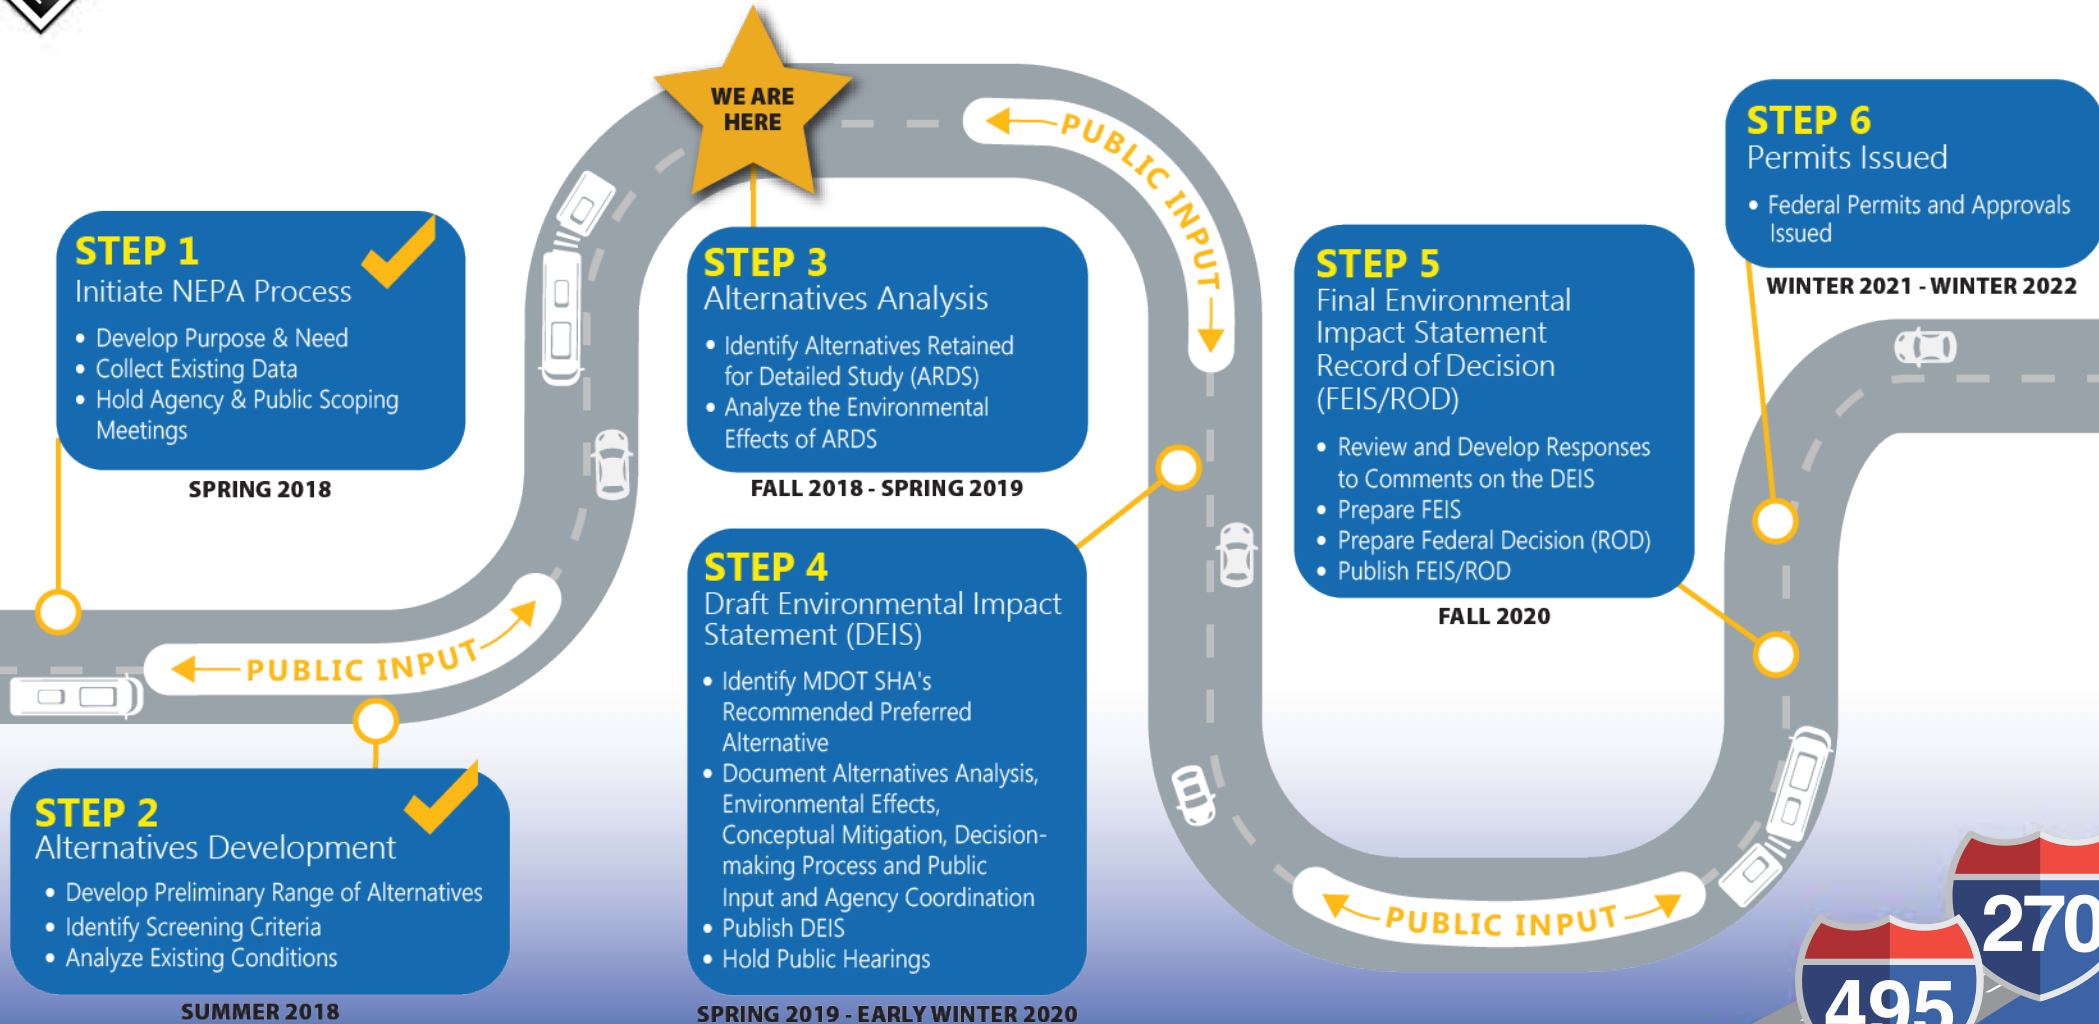 WE ARE
HERE
PUBLIC INPUT
STEP 1
Initiate NEPA Process
• Develop Purpose & Need
• Collect Existing Data
• Hold Agency & Public Scoping
Meetings
SPRING 2018
PUBLIC INPUT
STEP 2
Alternatives Development
• Develop Preliminary Range of Alternatives
• Identify Screening Criteria
• Analyze Existing Conditions
SUMMER 2018
STEP 3
Alternatives Analysis
• Identify Alternatives Retained
for Detailed Study (ARDS)
• Analyze the Environmental
Effects of ARDS
FALL 2018 - SPRING 2019
STEP 4
Draft Environmental Impact
Statement (DEIS)
• Identify MDOT SHA's
Recommended Preferred
Alternative
• Document Alternatives Analysis,
Environmental Effects,
Conceptual Mitigation, Decision-
making Process and Public
Input and Agency Coordination
• Publish DEIS
• Hold Public Hearings
SPRING 2019 - EARLY WINTER 2020
STEP 5
Final Environmental
Impact Statement
Record of Decision
(FEIS/ROD)
• Review and Develop Responses
to Comments on the DEIS
• Prepare FEIS
• Prepare Federal Decision (ROD)
• Publish FEIS/ROD
FALL 2020
PUBLIC INPUT
STEP 6
Permits Issued
• Federal Permits and Approvals
Issued
WINTER 2021 - WINTER 2022
270
495